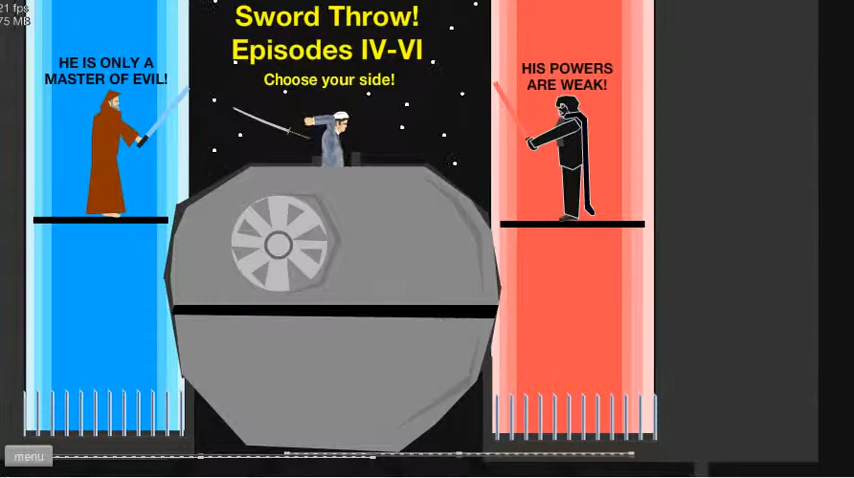 21 fps
75 MB
Sword Throw!
Episodes IV-VI
Choose your side!
HE IS ONLY A
MASTER OF EVIL!
HIS POWERS
ARE WEAK!
menu